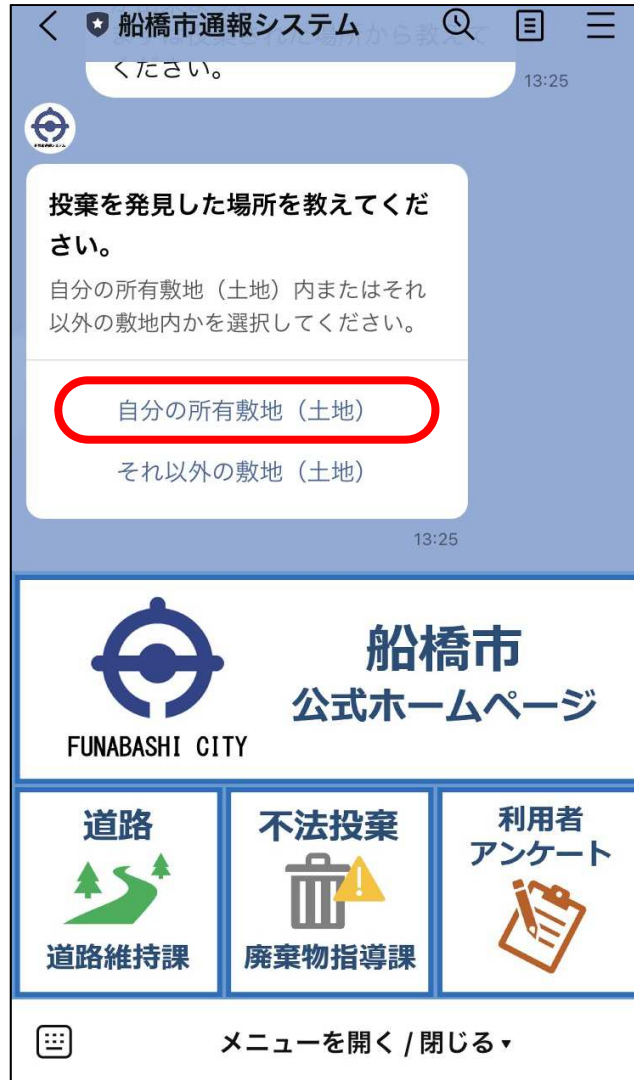 船橋市通報システム
ください。
13:25
投棄を発見した場所を教えてくだ
さい。
自分の所有敷地（土地）内またはそれ
以外の敷地内かを選択してください。
自分の所有敷地（土地）
それ以外の敷地（土地）
13:25
船橋市
公式ホームページ
FUNABASHI CITY
道路
道路維持課
不法投棄
廃棄物指導課
利用者
アンケート
メニューを開く / 閉じる ▾